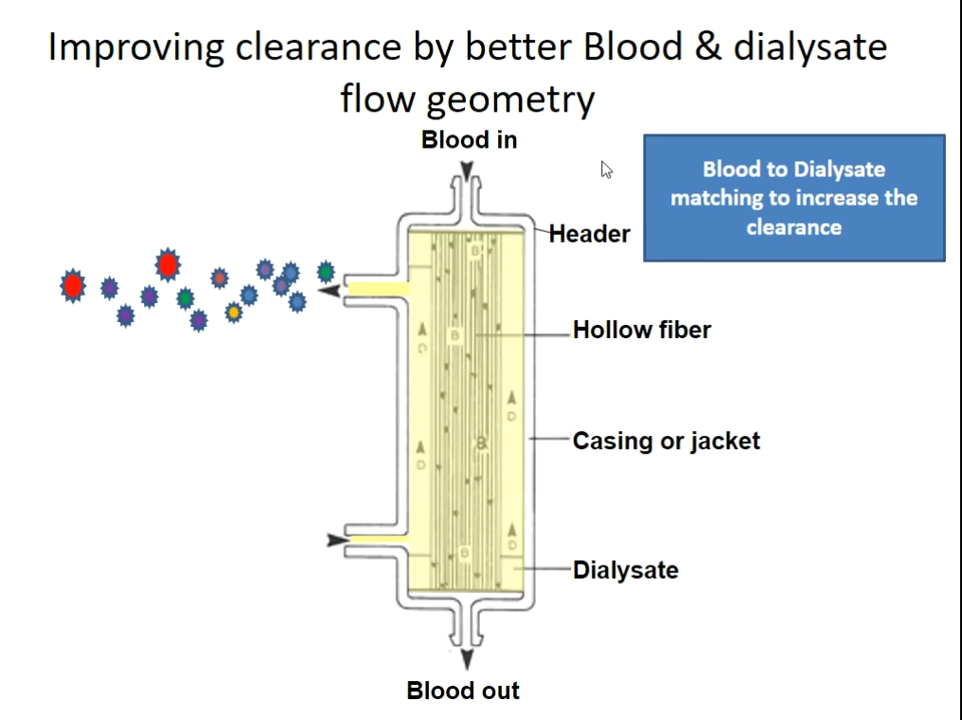 Improving clearance by better Blood & dialysate
flow geometry
Blood in
Blood to Dialysate
matching to increase the
clearance
Header
Hollow fiber
Casing or jacket
Dialysate
Blood out
B
D
B
D
B
D
D
B